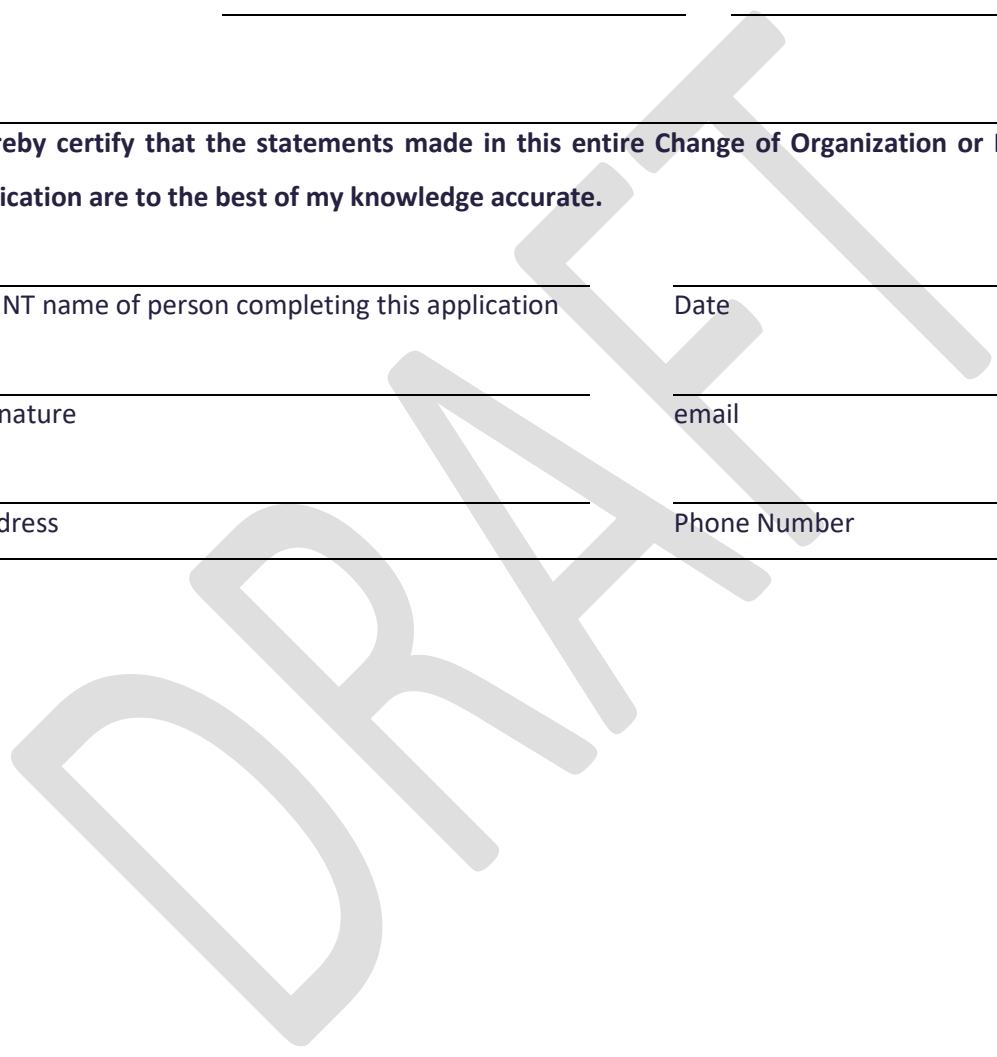 reby certify that the statements made in this entire Change of Organization or
ication are to the best of my knowledge accurate.
NT name of person completing this application Date
nature email
dress Phone Number
DRAFT